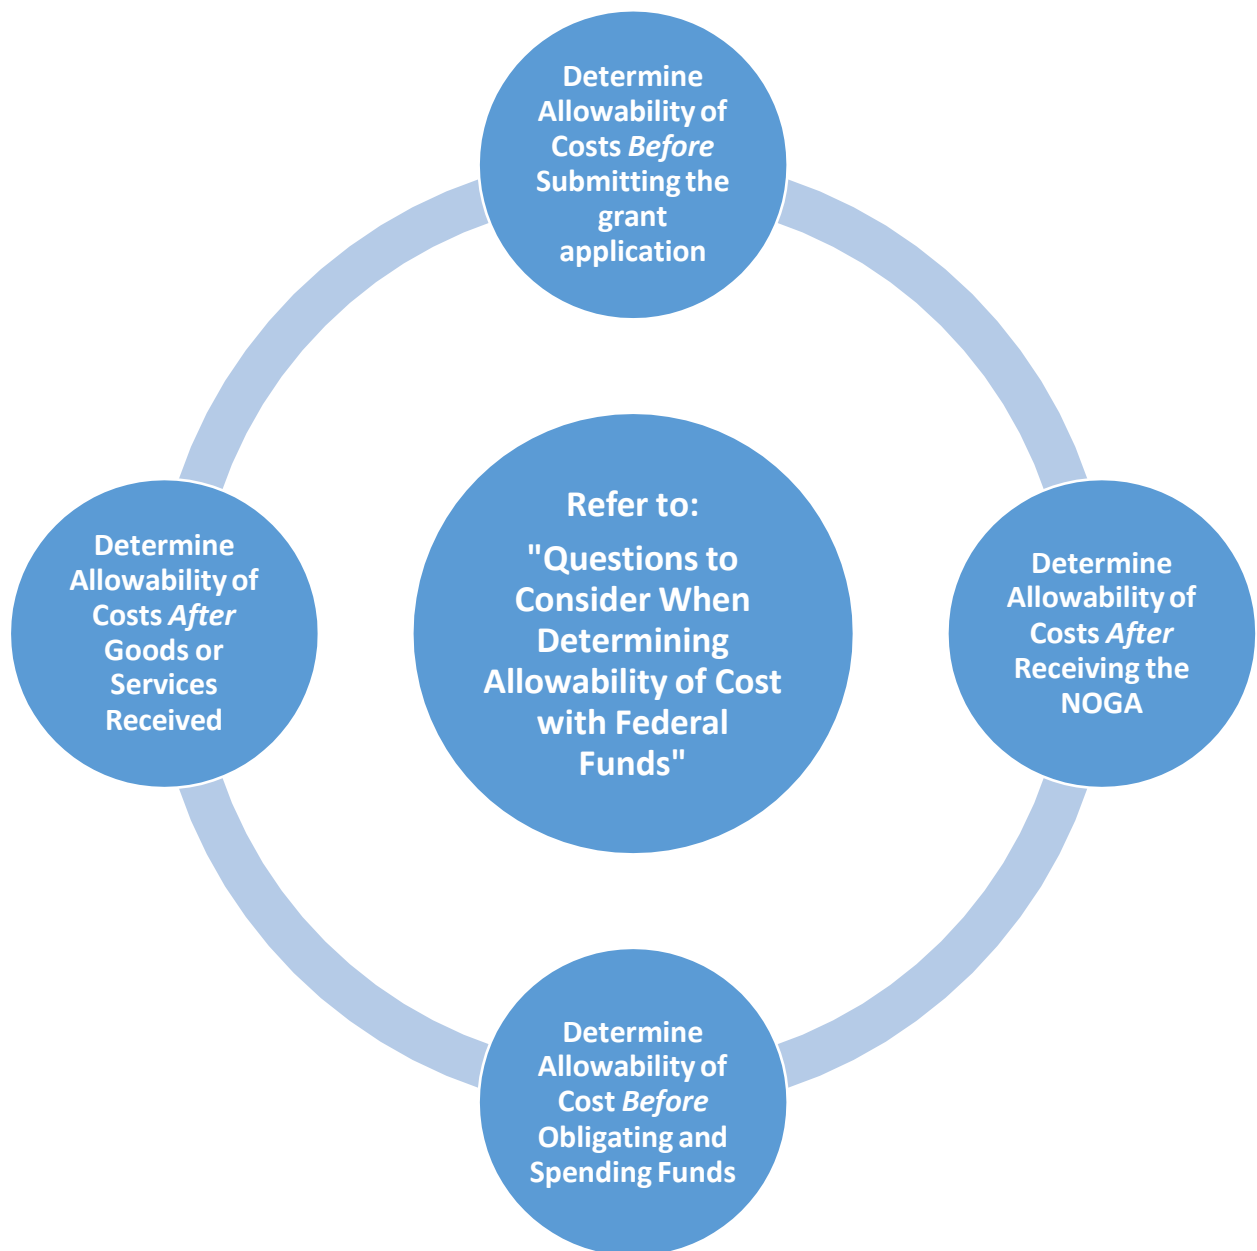 Determine
Allowability of
Costs Before
Submitting the
grant
application
Refer to:
"Questions to
Consider When
Determining
Allowability of Cost
with Federal
Funds"
Determine
Allowability of
Costs After
Receiving the
NOGA
Determine
Allowability of
Cost Before
Obligating and
Spending Funds
Determine
Allowability of
Costs After
Goods or
Services
Received